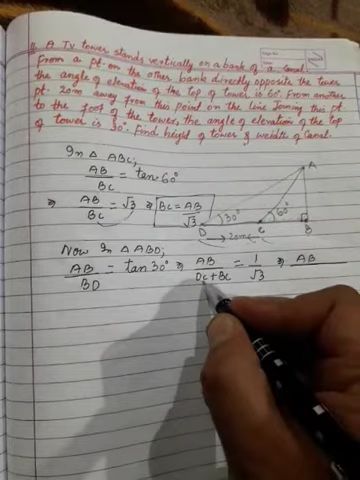 A TV tower stands vertically on a bank of a canal.
From a pt. on the other bank directly opposite the tower
the angle of elevation of the top of tower is 60°. From another
pt. 20m away from this point on the line Joining this pt.
to the foot of the tower, the angle of elevation of the top
of tower is 30°. Find height of tower & width of Canal.
In Δ ABC,
AB/BC = tan 60°
⇒ AB/BC = √3 ⇒ BC = AB/√3
A
30°
60°
D
C
B
20m
Now In Δ ABD;
AB/BD = tan 30° ⇒ AB/DC+BC = 1/√3 ⇒ AB